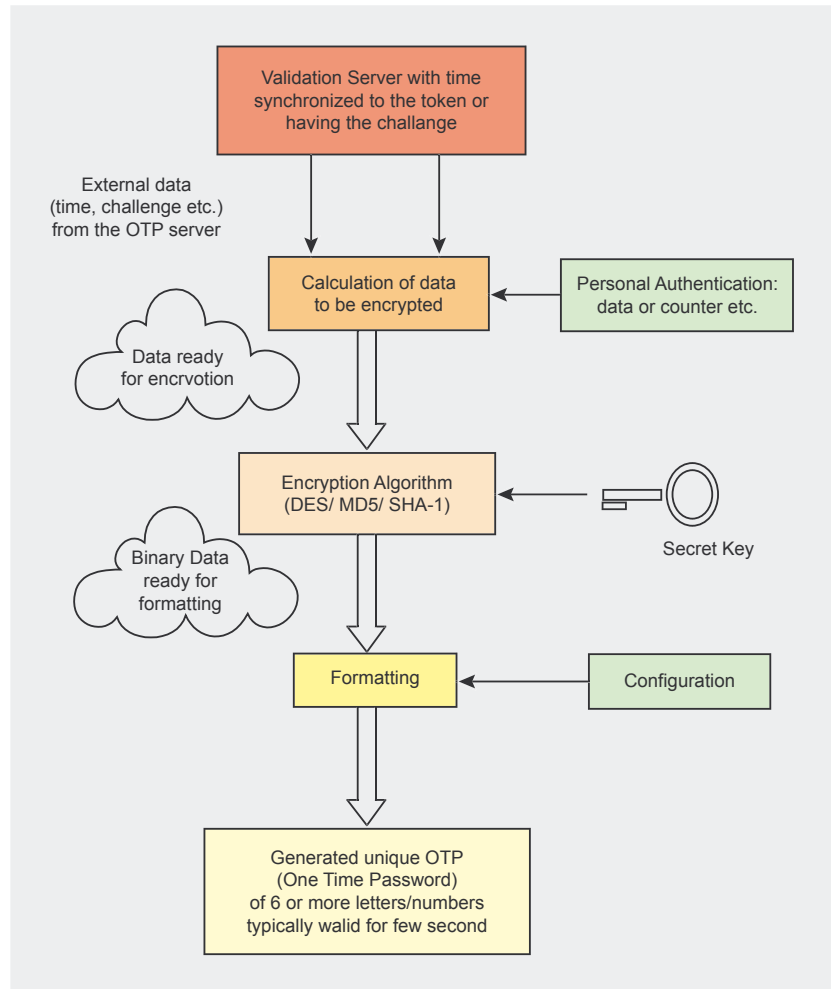 Validation Server with time
synchronized to the token or
having the challange
External data
(time, challenge etc.)
from the OTP server
Calculation of data
to be encrypted
Personal Authentication:
data or counter etc.
Data ready
for encrvotion
Encryption Algorithm
(DES/ MD5/ SHA-1)
Secret Key
Binary Data
ready for
formatting
Formatting
Configuration
Generated unique OTP
(One Time Password)
of 6 or more letters/numbers
typically walid for few second